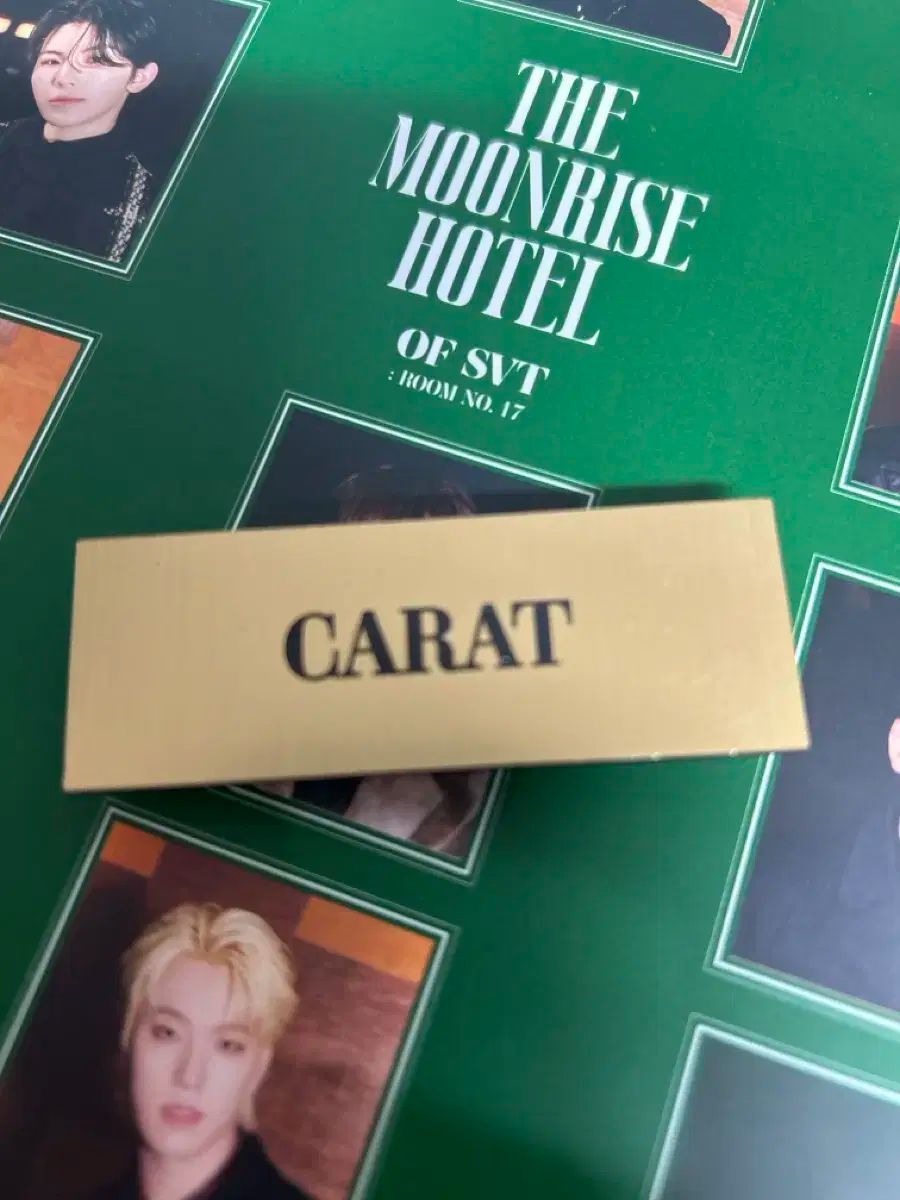 THE
MOONRISE
HOTEL
OF SVT
: ROOM NO. 17
CARAT